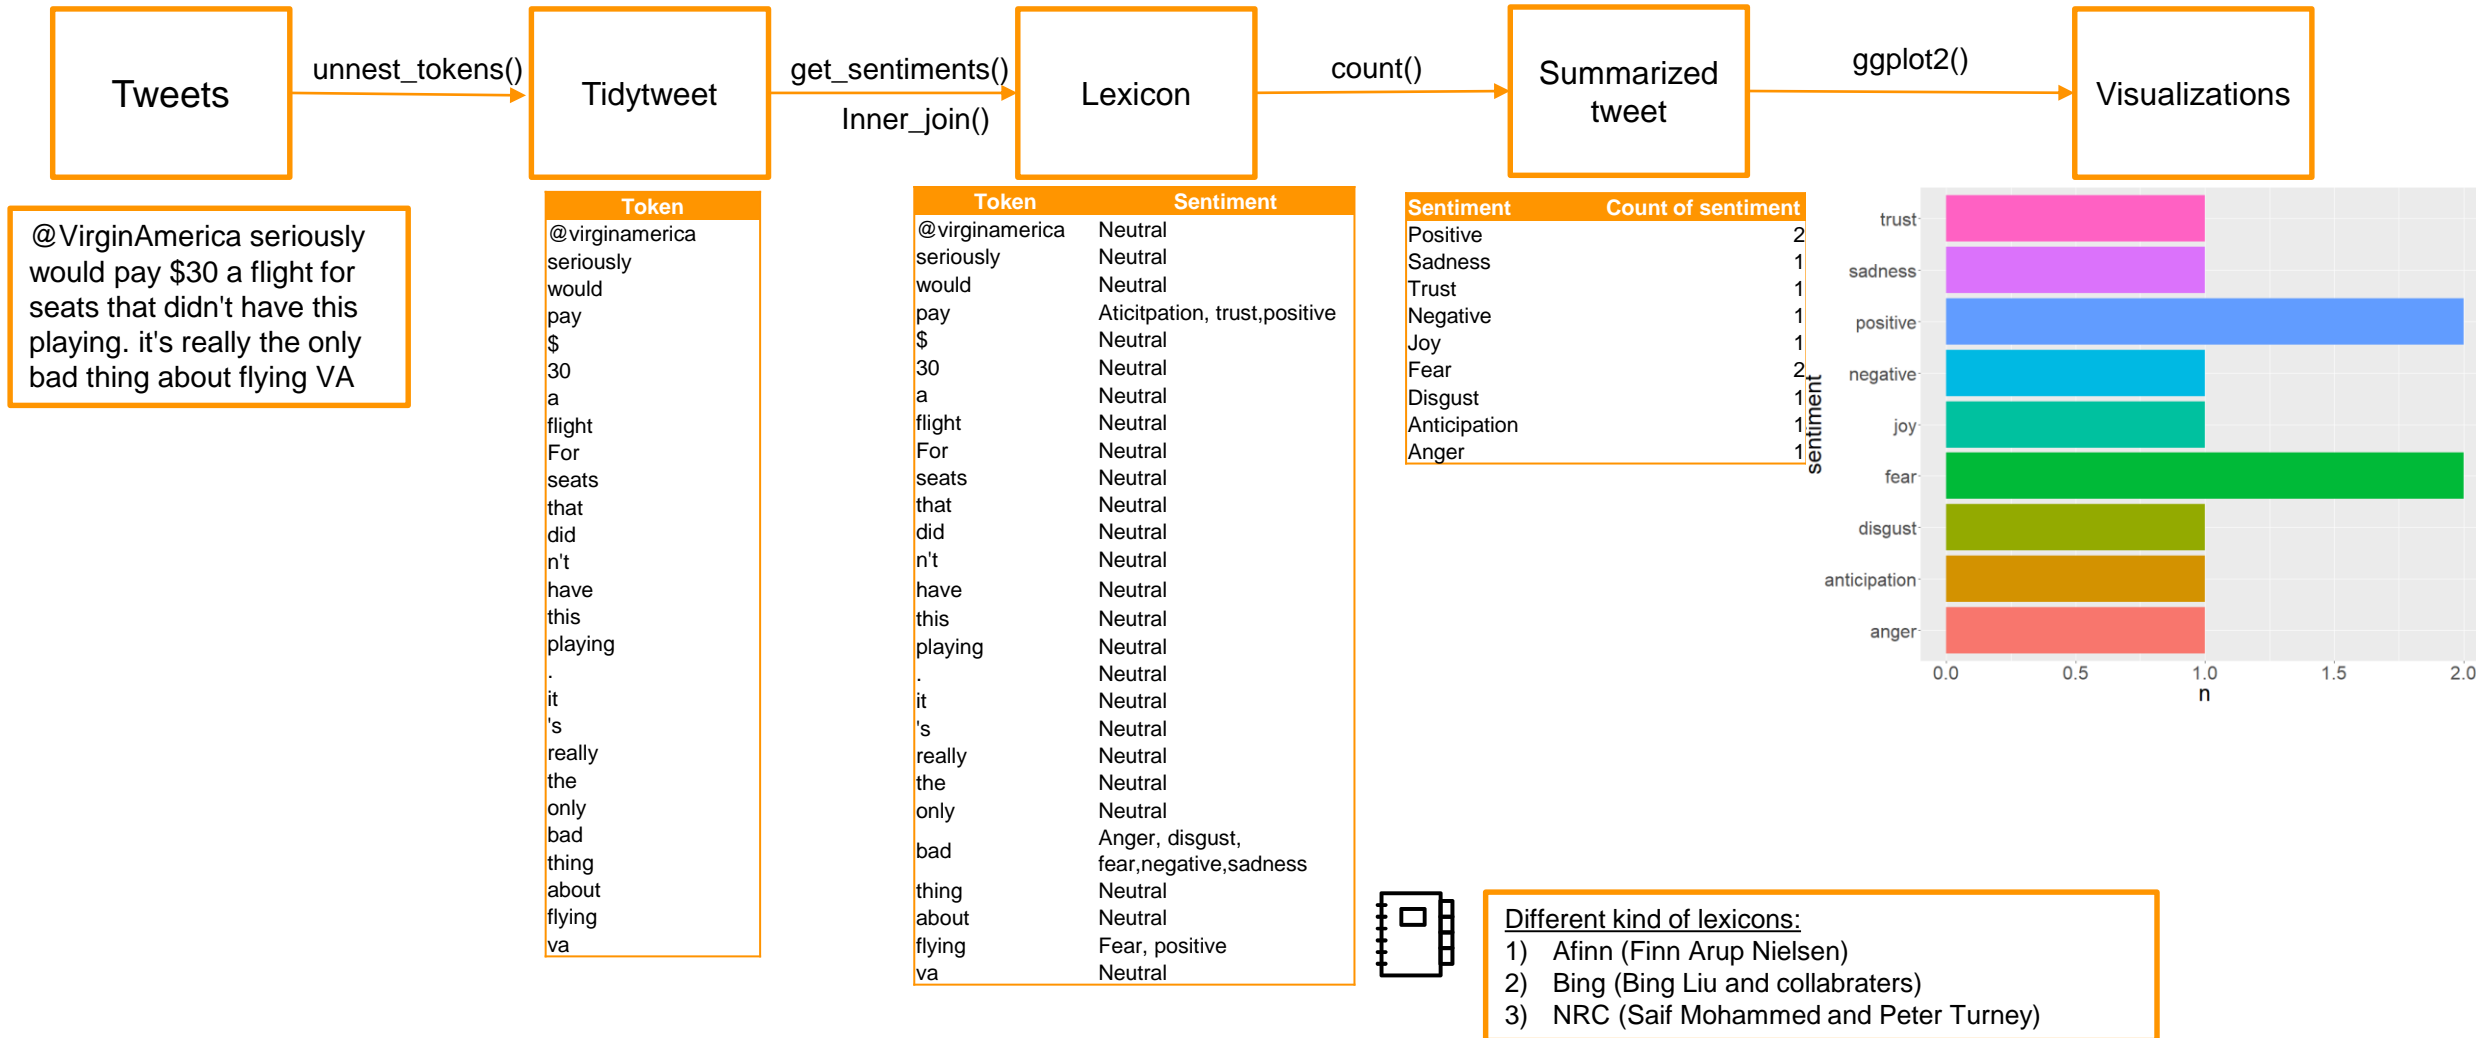 Tweets
unnest_tokens()
Tidytweet
get_sentiments()
Inner_join()
Lexicon
count()
Summarized
tweet
ggplot2()
Visualizations
@VirginAmerica seriously
would pay $30 a flight for
seats that didn't have this
playing. it's really the only
bad thing about flying VA
Token
@virginamerica
seriously
would
pay
$
30
a
flight
For
seats
that
did
n't
have
this
playing
.
it
's
really
the
only
bad
thing
about
flying
va
Token Sentiment
@virginamerica Neutral
seriously Neutral
would Neutral
pay Aticitpation, trust,positive
$ Neutral
30 Neutral
a Neutral
flight Neutral
For Neutral
seats Neutral
that Neutral
did Neutral
n't Neutral
have Neutral
this Neutral
playing Neutral
. Neutral
it Neutral
's Neutral
really Neutral
the Neutral
only Neutral
bad Anger, disgust,
fear,negative,sadness
thing Neutral
about Neutral
flying Fear, positive
va Neutral
Sentiment Count of sentiment
Positive 2
Sadness 1
Trust 1
Negative 1
Joy 1
Fear 2
Disgust 1
Anticipation 1
Anger 1
sentiment
trust
sadness
positive
negative
joy
fear
disgust
anticipation
anger
0.0 0.5 1.0 1.5 2.0
n
Different kind of lexicons:
1) Afinn (Finn Arup Nielsen)
2) Bing (Bing Liu and collabraters)
3) NRC (Saif Mohammed and Peter Turney)